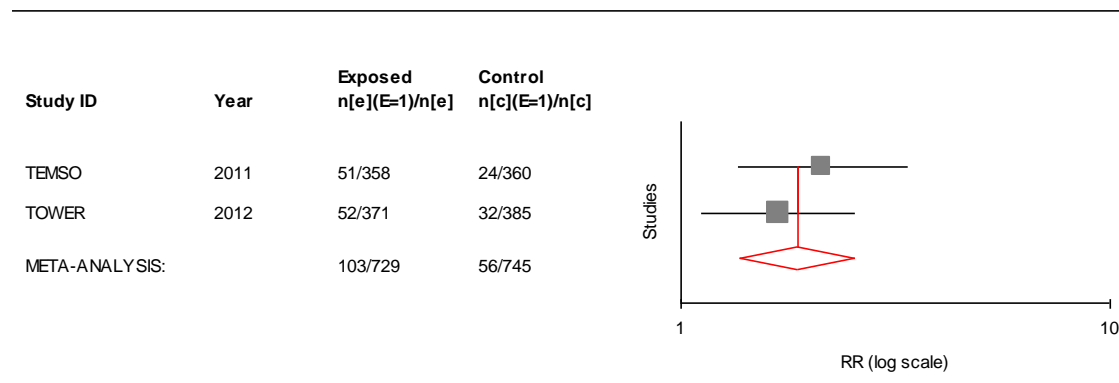 Exposed Control
Study ID Year n[e](E=1)/n[e] n[c](E=1)/n[c]
TEMSO 2011 51/358 24/360
TOWER 2012 52/371 32/385
META-ANALYSIS: 103/729 56/745
Studies
1 10
RR (log scale)